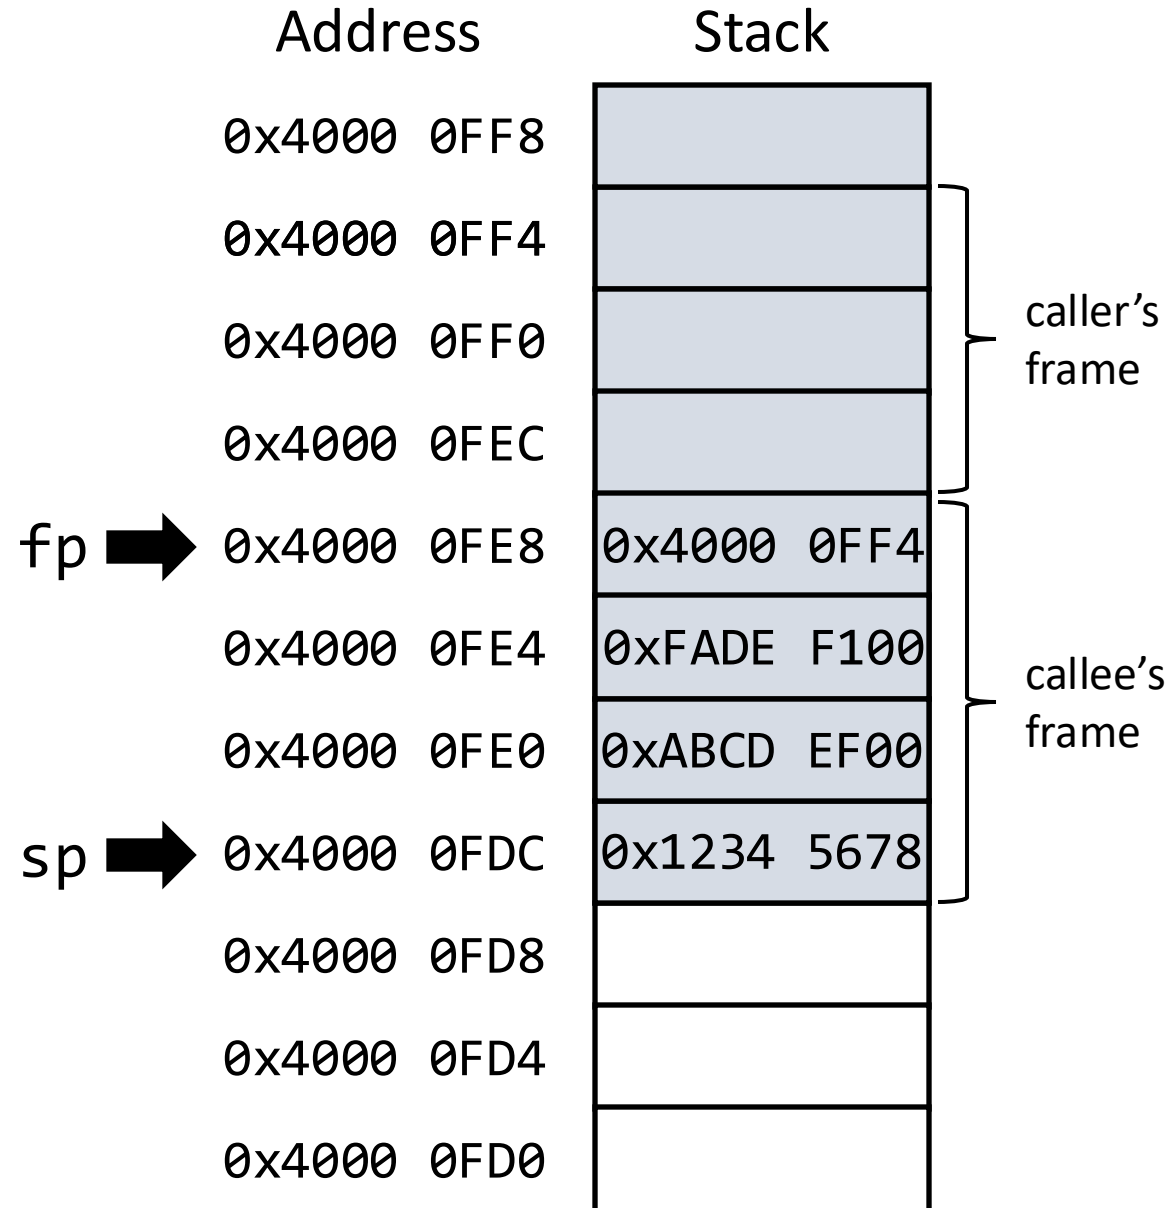 Address Stack
0x4000 0FF8
0x4000 0FF4
0x4000 0FF0
caller's
frame
0x4000 0FEC
fp 0x4000 0FE8 0x4000 0FF4
0x4000 0FE4 0xFADE F100
callee's
frame
0x4000 0FE0 0xABCD EF00
sp 0x4000 0FDC 0x1234 5678
0x4000 0FD8
0x4000 0FD4
0x4000 0FD0